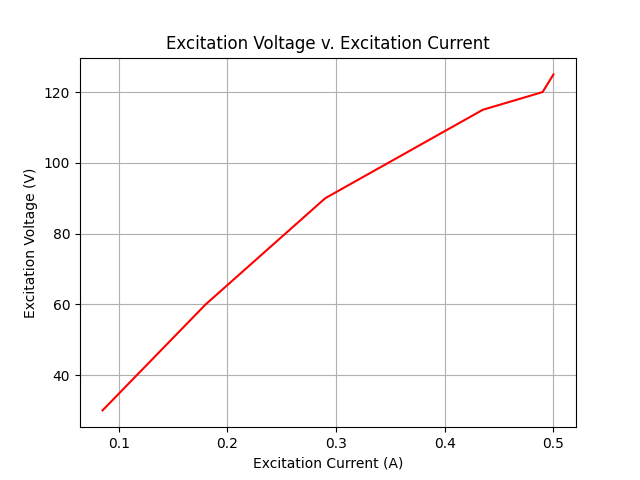 Excitation Voltage v. Excitation Current
120
100
80
60
40
Excitation Voltage (V)
0.1 0.2 0.3 0.4 0.5
Excitation Current (A)